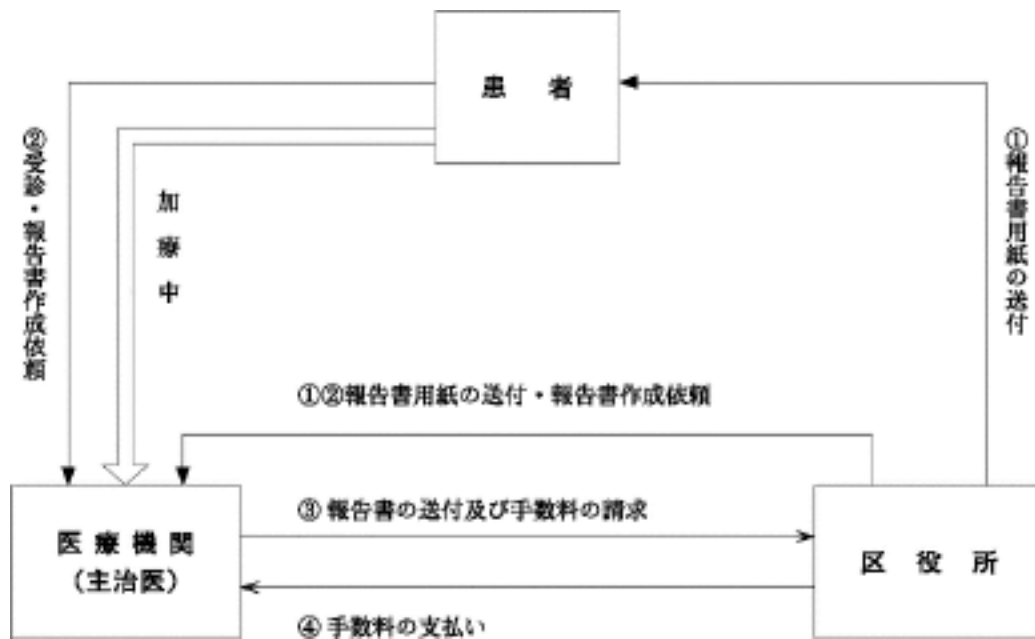 患者
①報告書用紙の送付
②受診・報告書作成依頼
加療中
①②報告書用紙の送付・報告書作成依頼
③ 報告書の送付及び手数料の請求
医療機関
(主治医)
区役所
④ 手数料の支払い